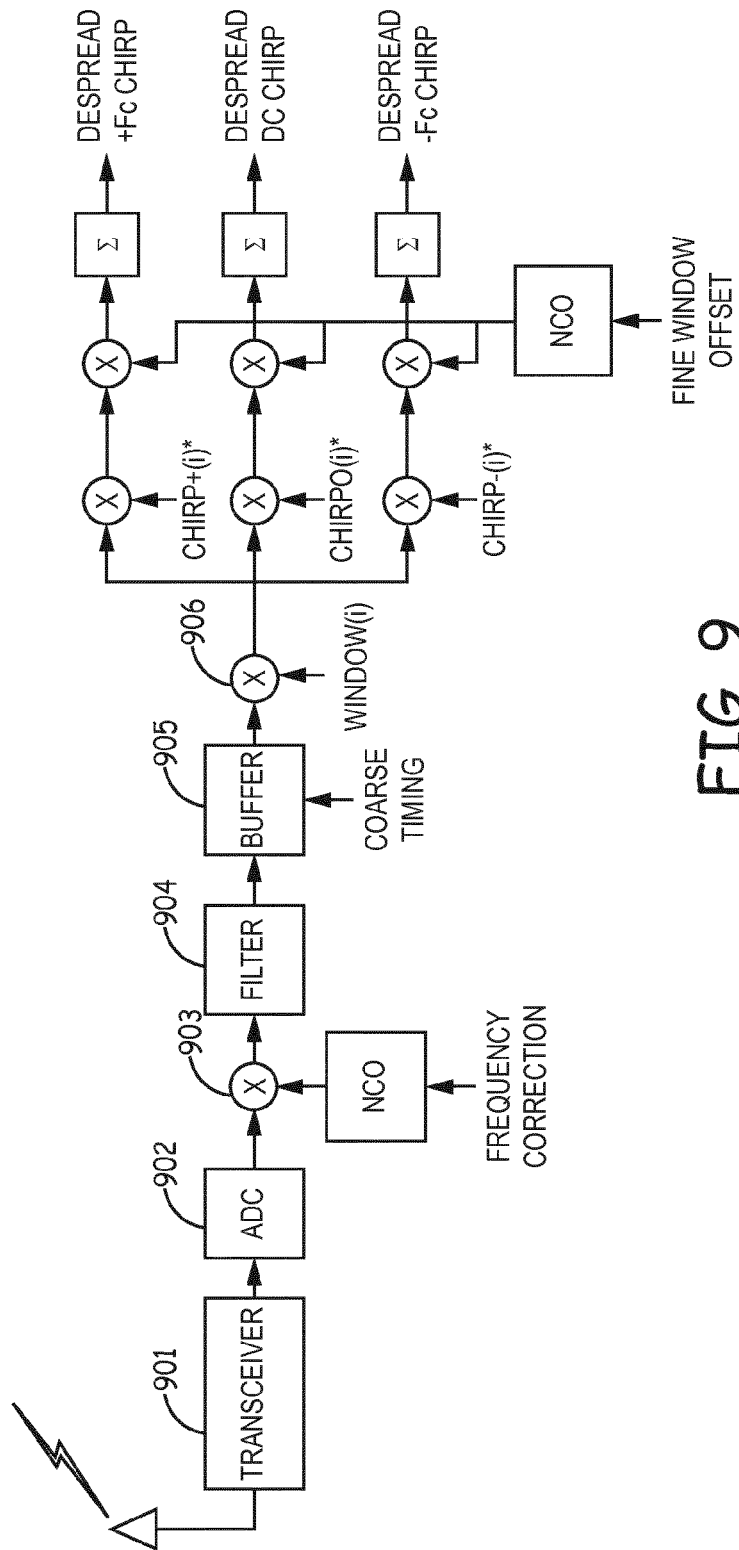 901
TRANSCEIVER
902
ADC
903
X
NCO
FREQUENCY
CORRECTION
904
FILTER
905
BUFFER
COARSE
TIMING
906
X
WINDOW(i)
X
CHIRP+(i)*
X
CHIRPO(i)*
X
CHIRP-(i)*
X
X
X
NCO
FINE WINDOW
OFFSET
Σ
Σ
Σ
DESPREAD
+Fc CHIRP
DESPREAD
DC CHIRP
DESPREAD
-Fc CHIRP
FIG 9